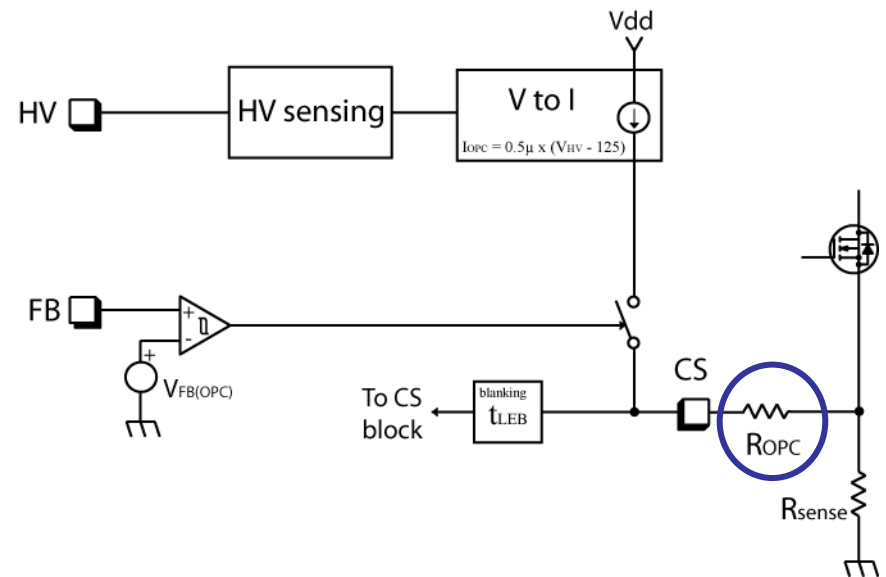 Vdd
HV
HV sensing
V to I
IOPC = 0.5µ x (VHV - 125)
FB
+
-
+
VFB(OPC)
CS
To CS
block
blanking
tLEB
ROPC
Rsense